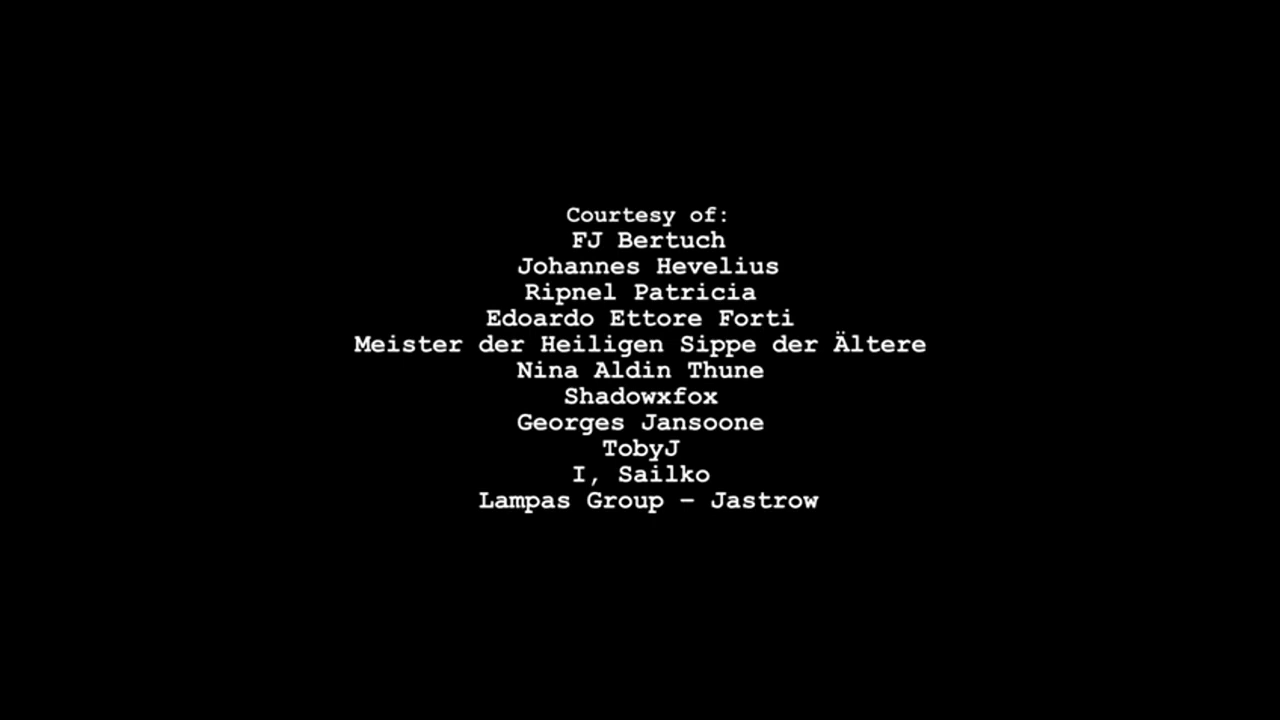 Courtesy of:
FJ Bertuch
Johannes Hevelius
Ripnel Patricia
Edoardo Ettore Forti
Meister der Heiligen Sippe der Ältere
Nina Aldin Thune
Shadowxfox
Georges Jansoone
TobyJ
I, Sailko
Lampas Group – Jastrow